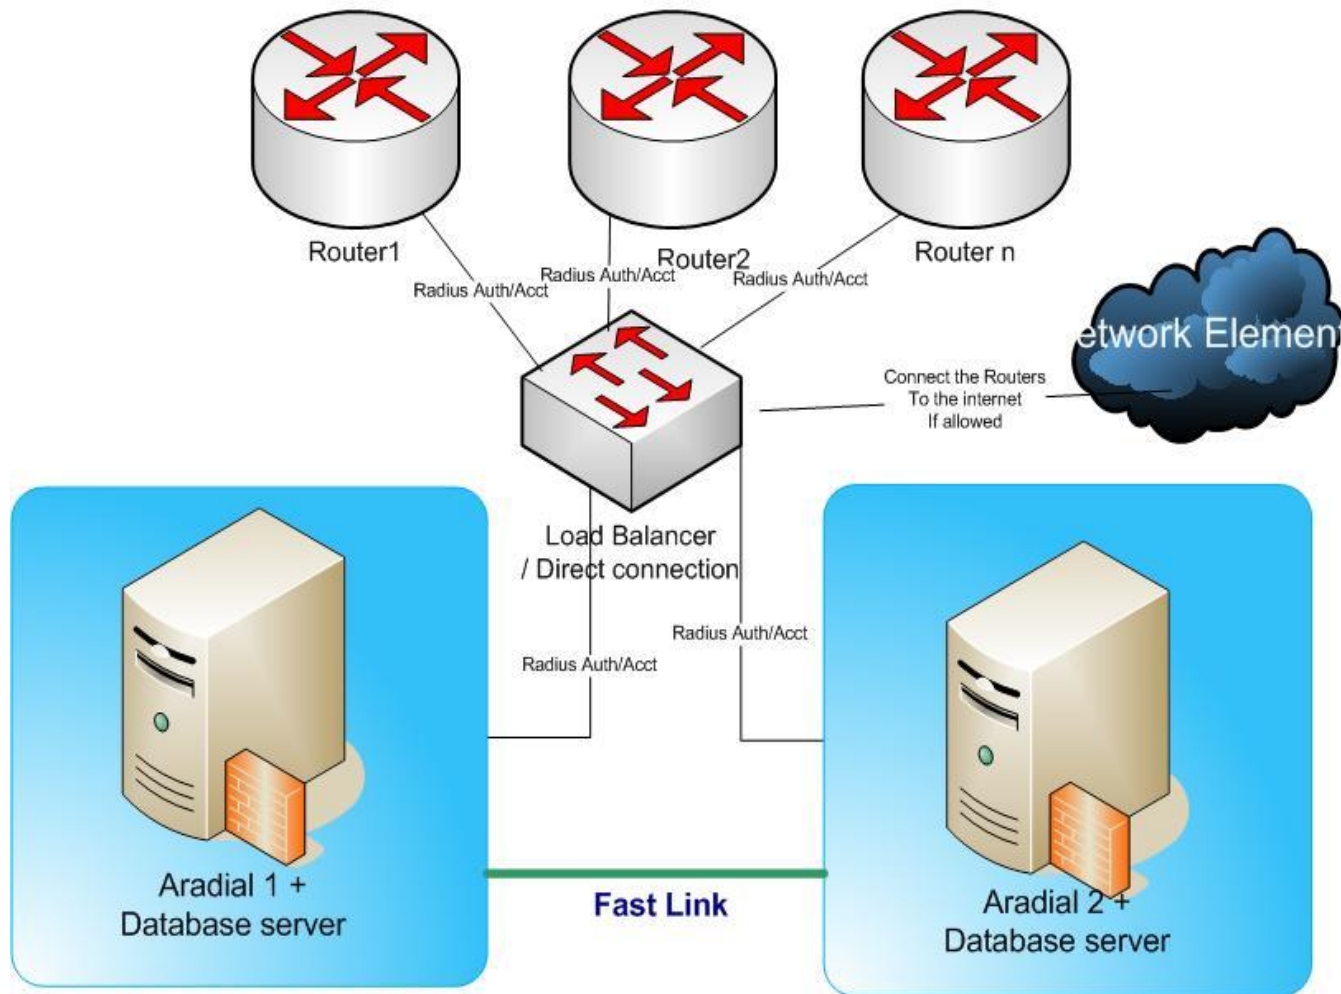 Router1
Router2
Router n
Radius Auth/Acct
Radius Auth/Acct
Radius Auth/Acct
etwork Elemen
Connect the Routers
To the internet
If allowed
Load Balancer
/ Direct connection
Radius Auth/Acct
Radius Auth/Acct
Aradial 1 +
Database server
Fast Link
Aradial 2 +
Database server